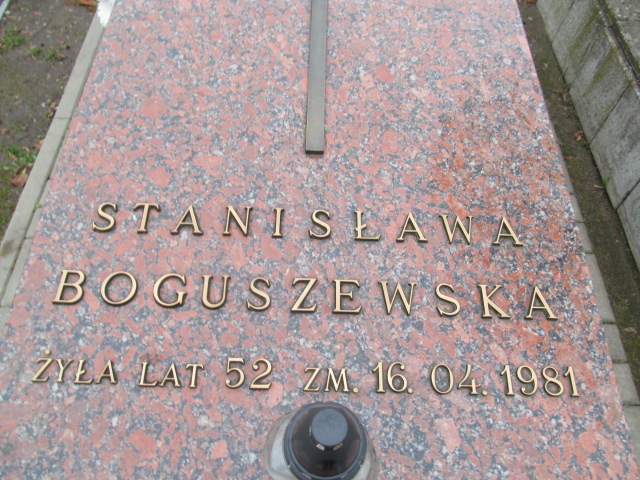 STANISŁAWA
BOGUSZEWSKA
ŻYŁA LAT 52 ZM. 16. 04. 1981.